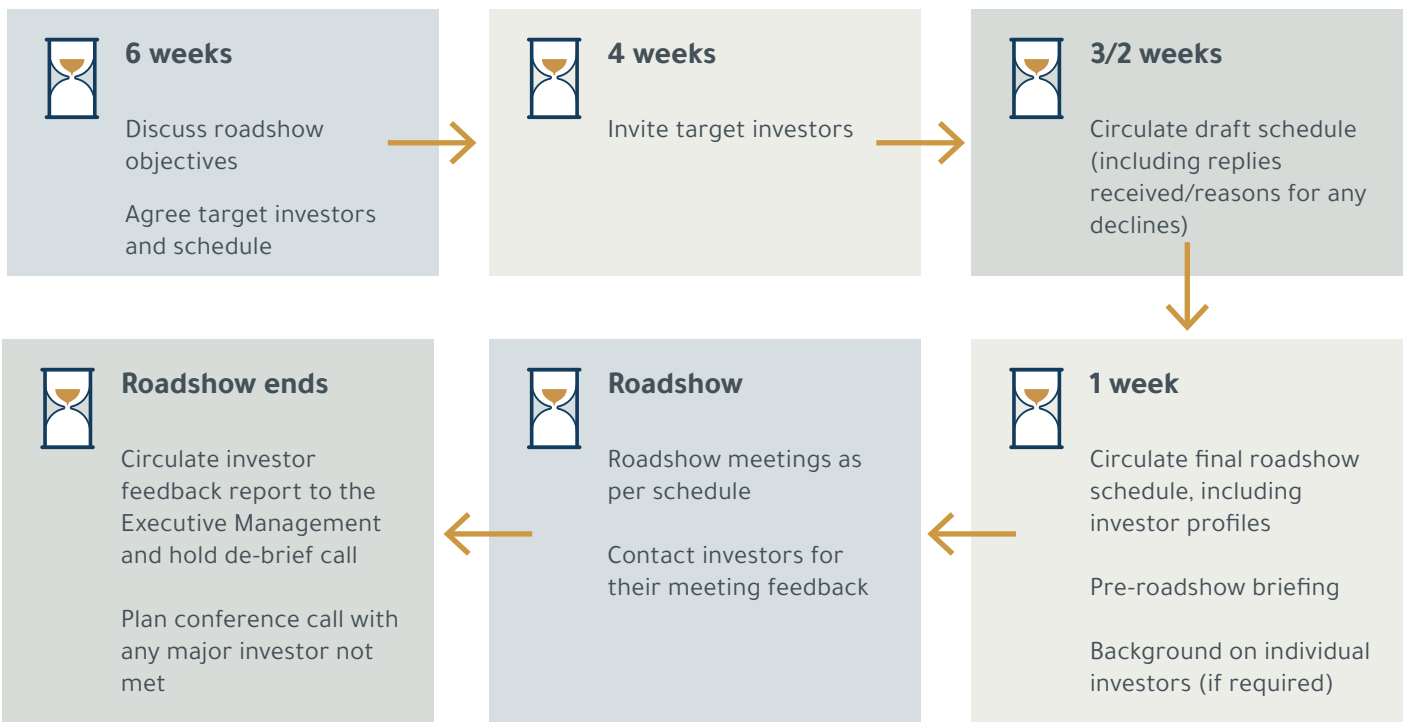 6 weeks
Discuss roadshow
objectives
Agree target investors
and schedule
4 weeks
Invite target investors
3/2 weeks
Circulate draft schedule
(including replies
received/reasons for any
declines)
1 week
Circulate final roadshow
schedule, including
investor profiles
Pre-roadshow briefing
Background on individual
investors (if required)
Roadshow
Roadshow meetings as
per schedule
Contact investors for
their meeting feedback
Roadshow ends
Circulate investor
feedback report to the
Executive Management
and hold de-brief call
Plan conference call with
any major investor not
met